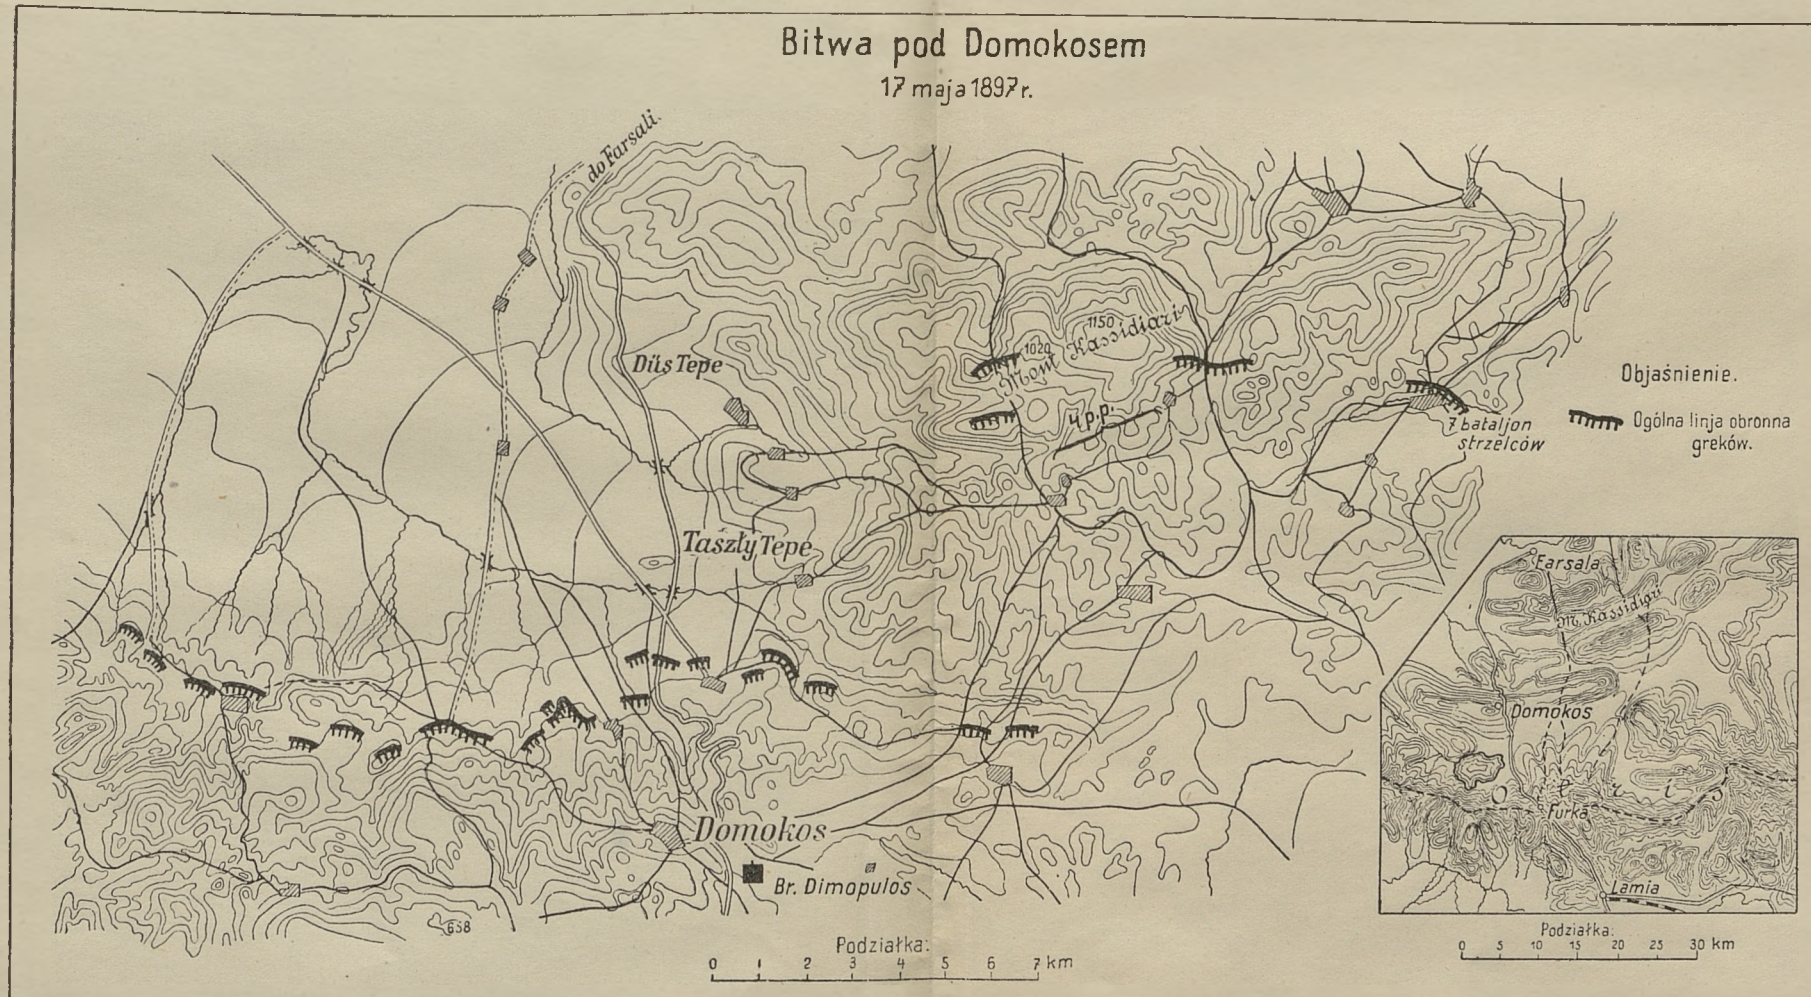 Bitwa pod Domokosem
17 maja 1897 r.
do Farsali.
Düs Tepe
1150
1020
Mont Kassidiari
4 p.p.
7 bataljon
strzelców
Objaśnienie.
Ogólna linja obronna
greków.
Taszły Tepe
Domokos
Br. Dimopulos
658
Podziałka:
0 1 2 3 4 5 6 7 km
Farsala
M. Kassidiari
Domokos
O t r i s
Furka
Lamia
Podziałka:
0 5 10 15 20 25 30 km